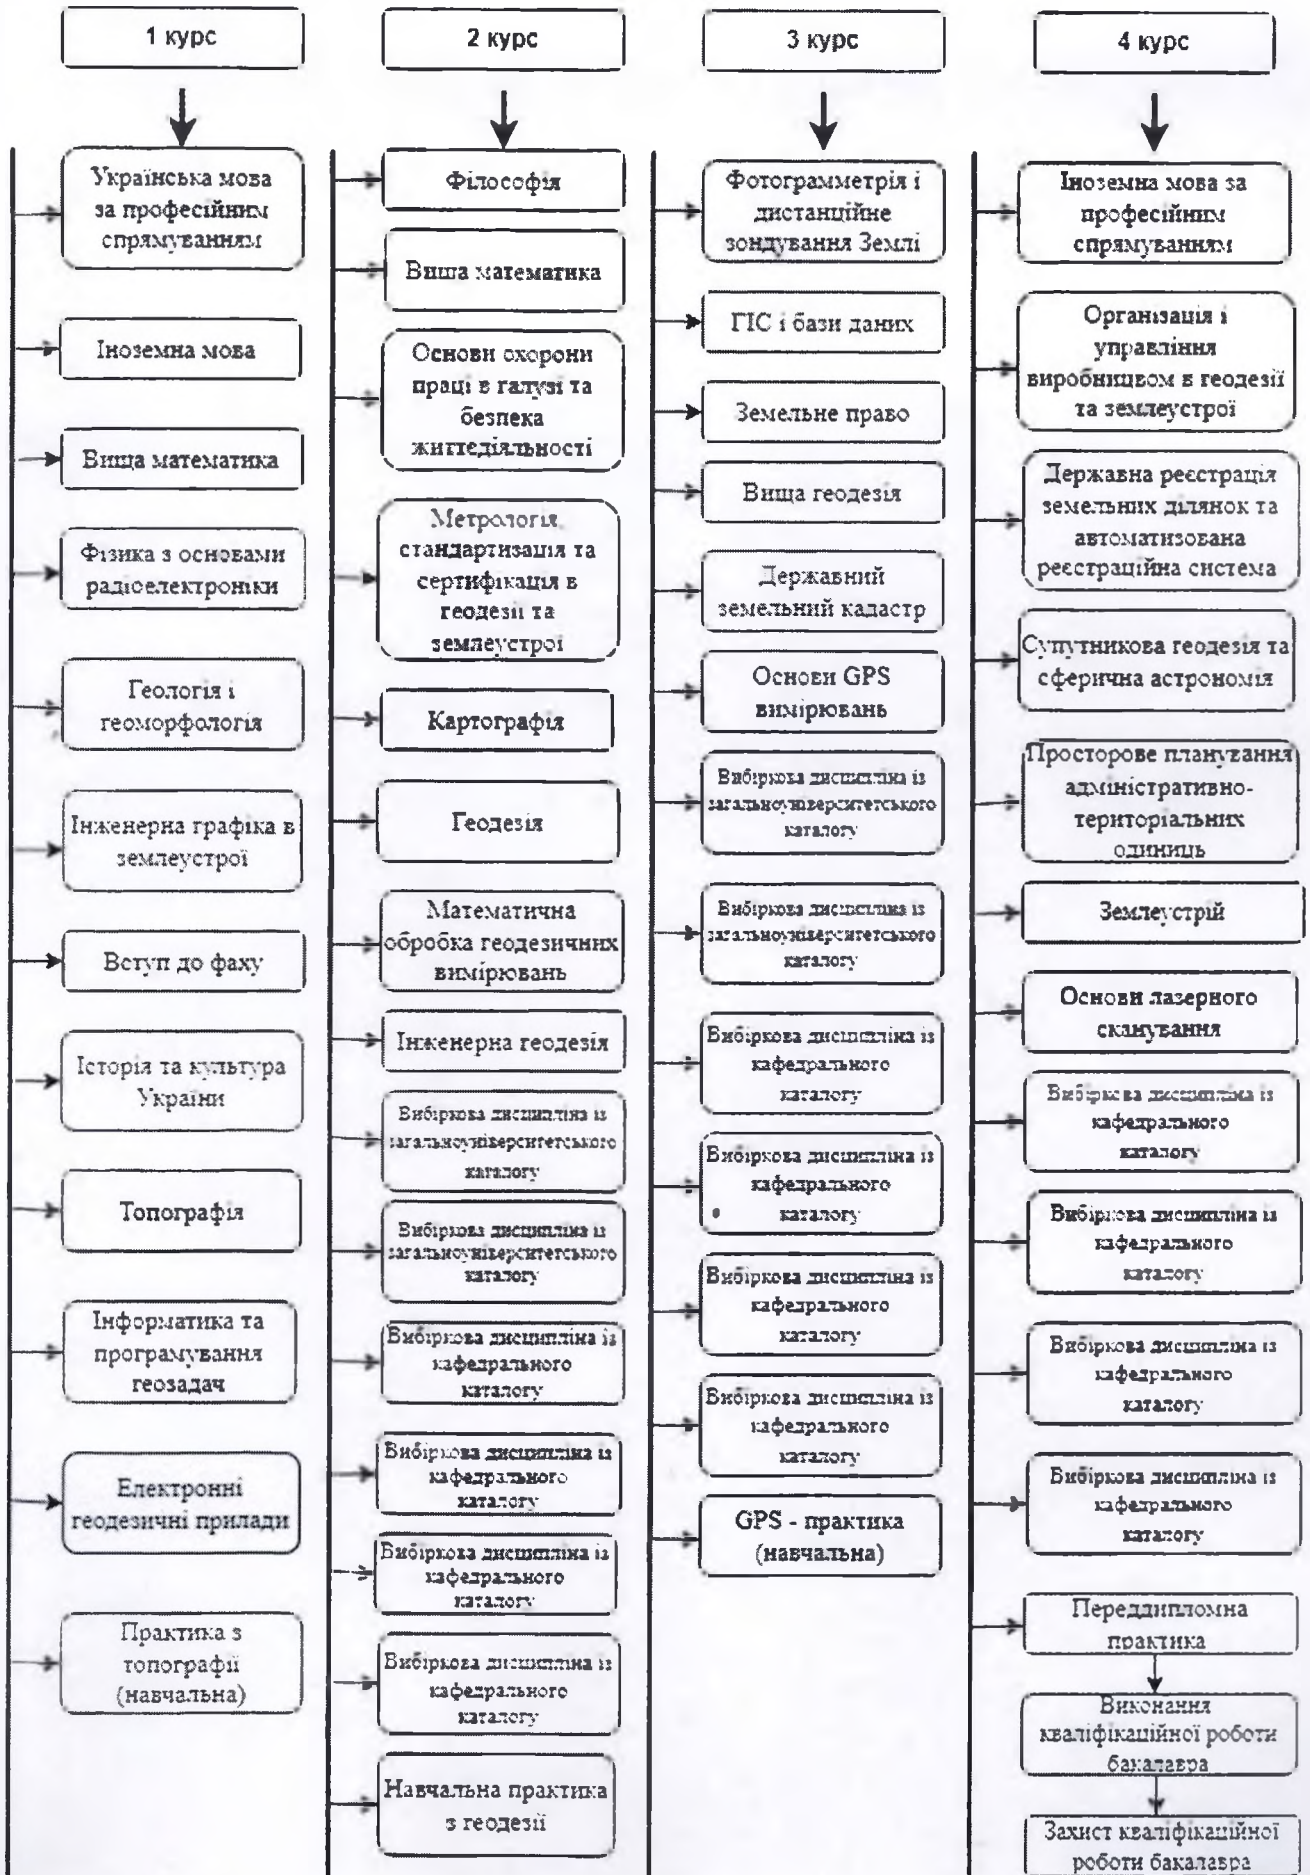 1 курс
Українська мова
за професійним
спрямуванням
Іноземна мова
Вища математика
Фізика з основами
радіоелектроніки
Геологія і
геоморфологія
Інженерна графіка в
землеустрої
Вступ до фаху
Історія та культура
України
Топографія
Інформатика та
програмування
геозадач
Електронні
геодезичні прилади
Практика з
топографії
(навчальна)
2 курс
Філософія
Вища математика
Основи охорони
праці в галузі та
безпека
життєдіяльності
Метрологія,
стандартизація та
сертифікація в
геодезії та
землеустрої
Картографія
Геодезія
Математична
обробка геодезичних
вимірювань
Інженерна геодезія
Вибіркова дисципліна із
загальноуніверситетського
каталогу
Вибіркова дисципліна із
загальноуніверситетського
каталогу
Вибіркова дисципліна із
кафедрального
каталогу
Вибіркова дисципліна із
кафедрального
каталогу
Вибіркова дисципліна із
кафедрального
каталогу
Вибіркова дисципліна із
кафедрального
каталогу
Навчальна практика
з геодезії
3 курс
Фотограмметрія і
дистанційне
зондування Землі
ГІС і бази даних
Земельне право
Вища геодезія
Державний
земельний кадастр
Основи GPS
вимірювань
Вибіркова дисципліна із
загальноуніверситетського
каталогу
Вибіркова дисципліна із
загальноуніверситетського
каталогу
Вибіркова дисципліна із
кафедрального
каталогу
Вибіркова дисципліна із
кафедрального
каталогу
Вибіркова дисципліна із
кафедрального
каталогу
Вибіркова дисципліна із
кафедрального
каталогу
GPS - практика
(навчальна)
4 курс
Іноземна мова за
професійним
спрямуванням
Організація і
управління
виробництвом в геодезії
та землеустрої
Державна реєстрація
земельних ділянок та
автоматизована
реєстраційна система
Супутникова геодезія та
сферична астрономія
Просторове планування
адміністративно-
територіальних
одиниць
Землеустрій
Основи лазерного
сканування
Вибіркова дисципліна із
кафедрального
каталогу
Вибіркова дисципліна із
кафедрального
каталогу
Вибіркова дисципліна із
кафедрального
каталогу
Вибіркова дисципліна із
кафедрального
каталогу
Переддипломна
практика
Виконання
кваліфікаційної роботи
бакалавра
Захист кваліфікаційної
роботи бакалавра